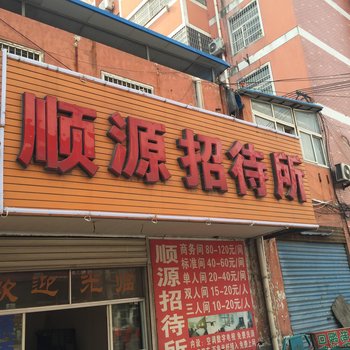 顺源招待所
欢迎光临
顺源招待
商务间 80-120元/间
标准间 40-60元/间
单人间 20-40元/间
双人间 15-20元/人
三人间 10-20元/人